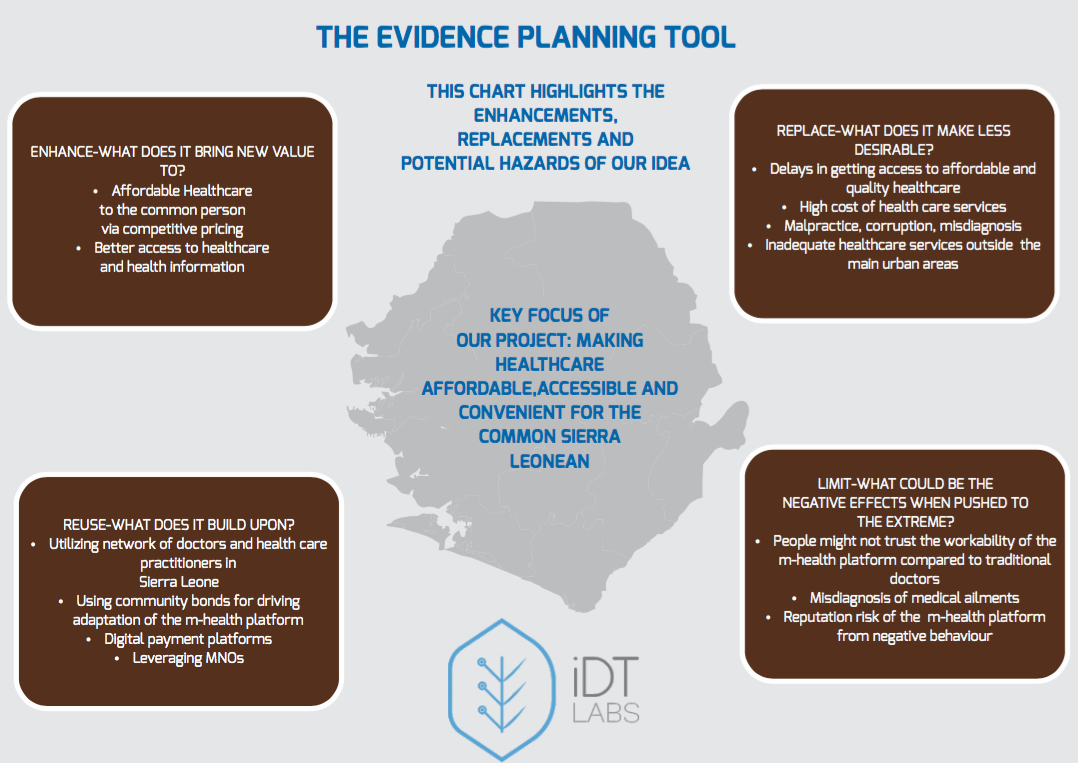 THE EVIDENCE PLANNING TOOL
THIS CHART HIGHLIGHTS THE
ENHANCEMENTS,
REPLACEMENTS AND
POTENTIAL HAZARDS OF OUR IDEA
ENHANCE-WHAT DOES IT BRING NEW VALUE
TO?
• Affordable Healthcare
to the common person
via competitive pricing
• Better access to healthcare
and health information
REPLACE-WHAT DOES IT MAKE LESS
DESIRABLE?
• Delays in getting access to affordable and
quality healthcare
• High cost of health care services
• Malpractice, corruption, misdiagnosis
• Inadequate healthcare services outside the
main urban areas
KEY FOCUS OF
OUR PROJECT: MAKING
HEALTHCARE
AFFORDABLE,ACCESSIBLE AND
CONVENIENT FOR THE
COMMON SIERRA
LEONEAN
REUSE-WHAT DOES IT BUILD UPON?
• Utilizing network of doctors and health care
practitioners in
Sierra Leone
• Using community bonds for driving
adaptation of the m-health platform
• Digital payment platforms
• Leveraging MNOs
LIMIT-WHAT COULD BE THE
NEGATIVE EFFECTS WHEN PUSHED TO
THE EXTREME?
• People might not trust the workability of the
m-health platform compared to traditional
doctors
• Misdiagnosis of medical ailments
• Reputation risk of the m-health platform
from negative behaviour
iDT
LABS